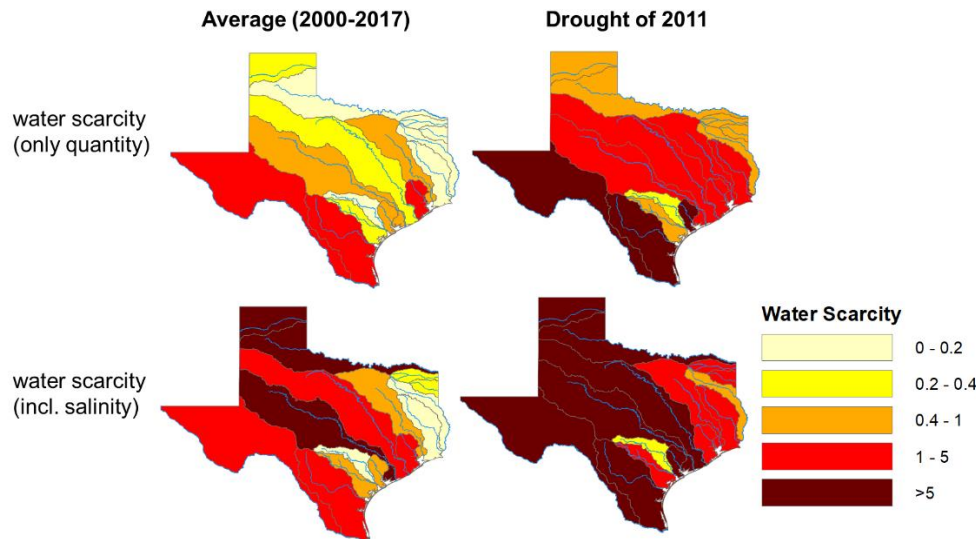 Average (2000-2017)
Drought of 2011
water scarcity
(only quantity)
water scarcity
(incl. salinity)
Water Scarcity
0 - 0.2
0.2 - 0.4
0.4 - 1
1 - 5
>5